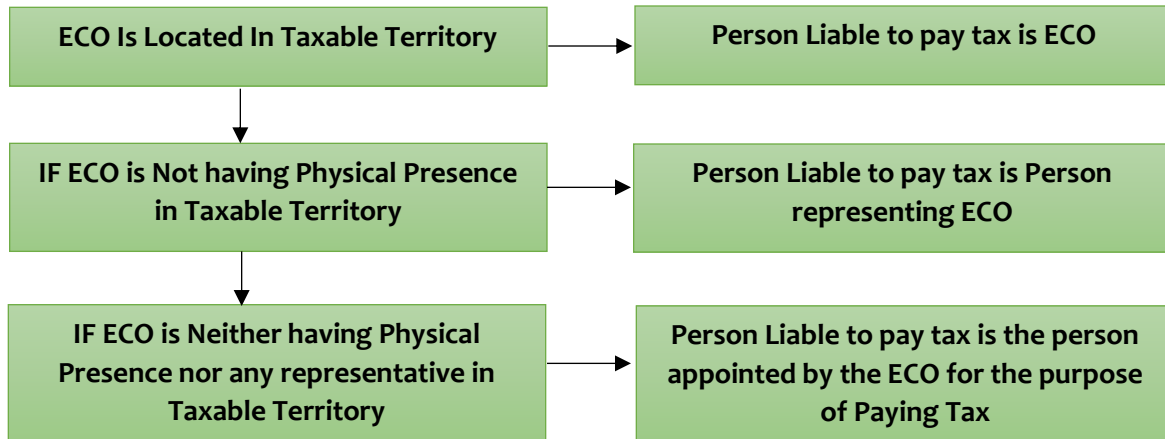 ECO Is Located In Taxable Territory
Person Liable to pay tax is ECO
IF ECO is Not having Physical Presence
in Taxable Territory
Person Liable to pay tax is Person
representing ECO
IF ECO is Neither having Physical
Presence nor any representative in
Taxable Territory
Person Liable to pay tax is the person
appointed by the ECO for the purpose
of Paying Tax